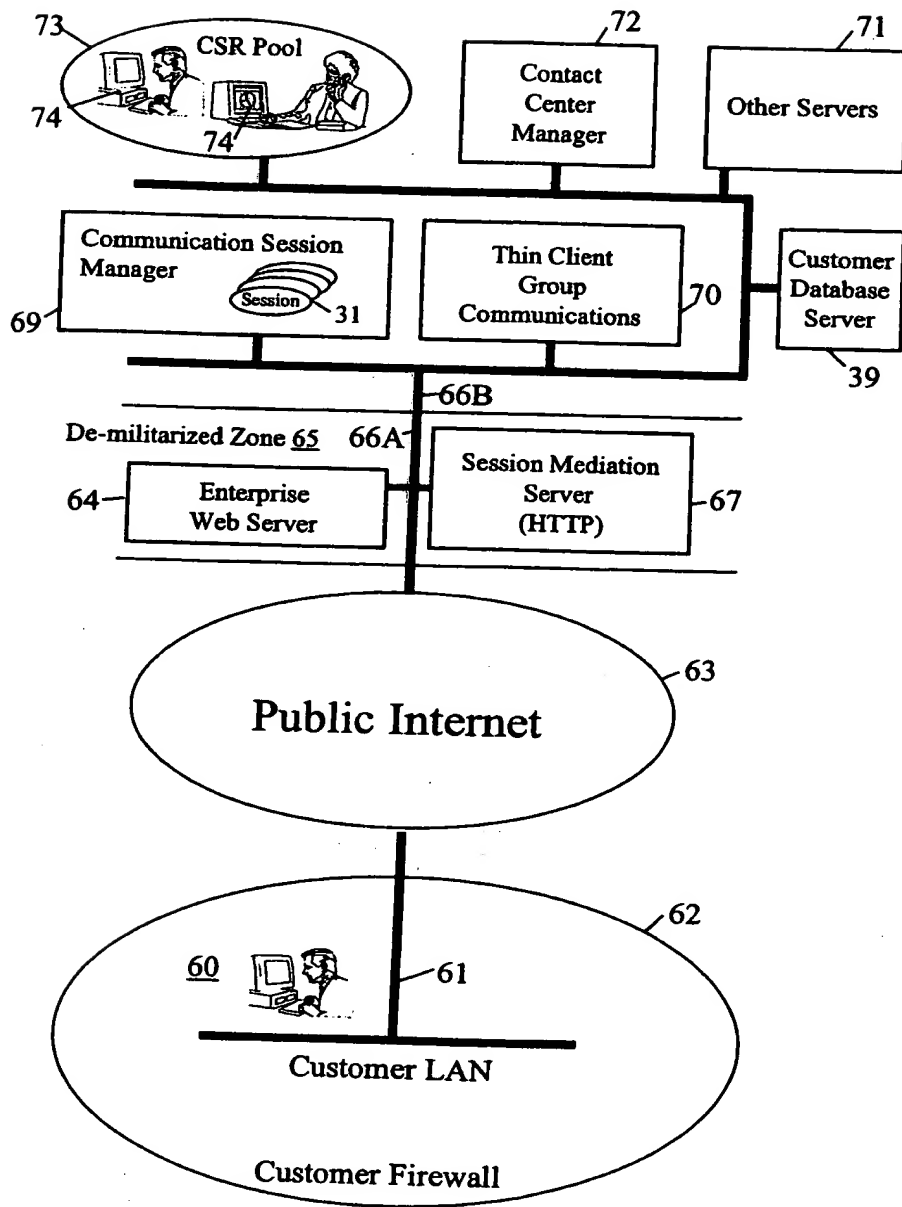 73
CSR Pool
74
74
72
Contact
Center
Manager
71
Other Servers
Communication Session
Manager
Session
31
69
Thin Client
Group
Communications
70
Customer
Database
Server
39
66B
De-militarized Zone 65
66A
64
Enterprise
Web Server
Session Mediation
Server
(HTTP)
67
63
Public Internet
62
60
61
Customer LAN
Customer Firewall